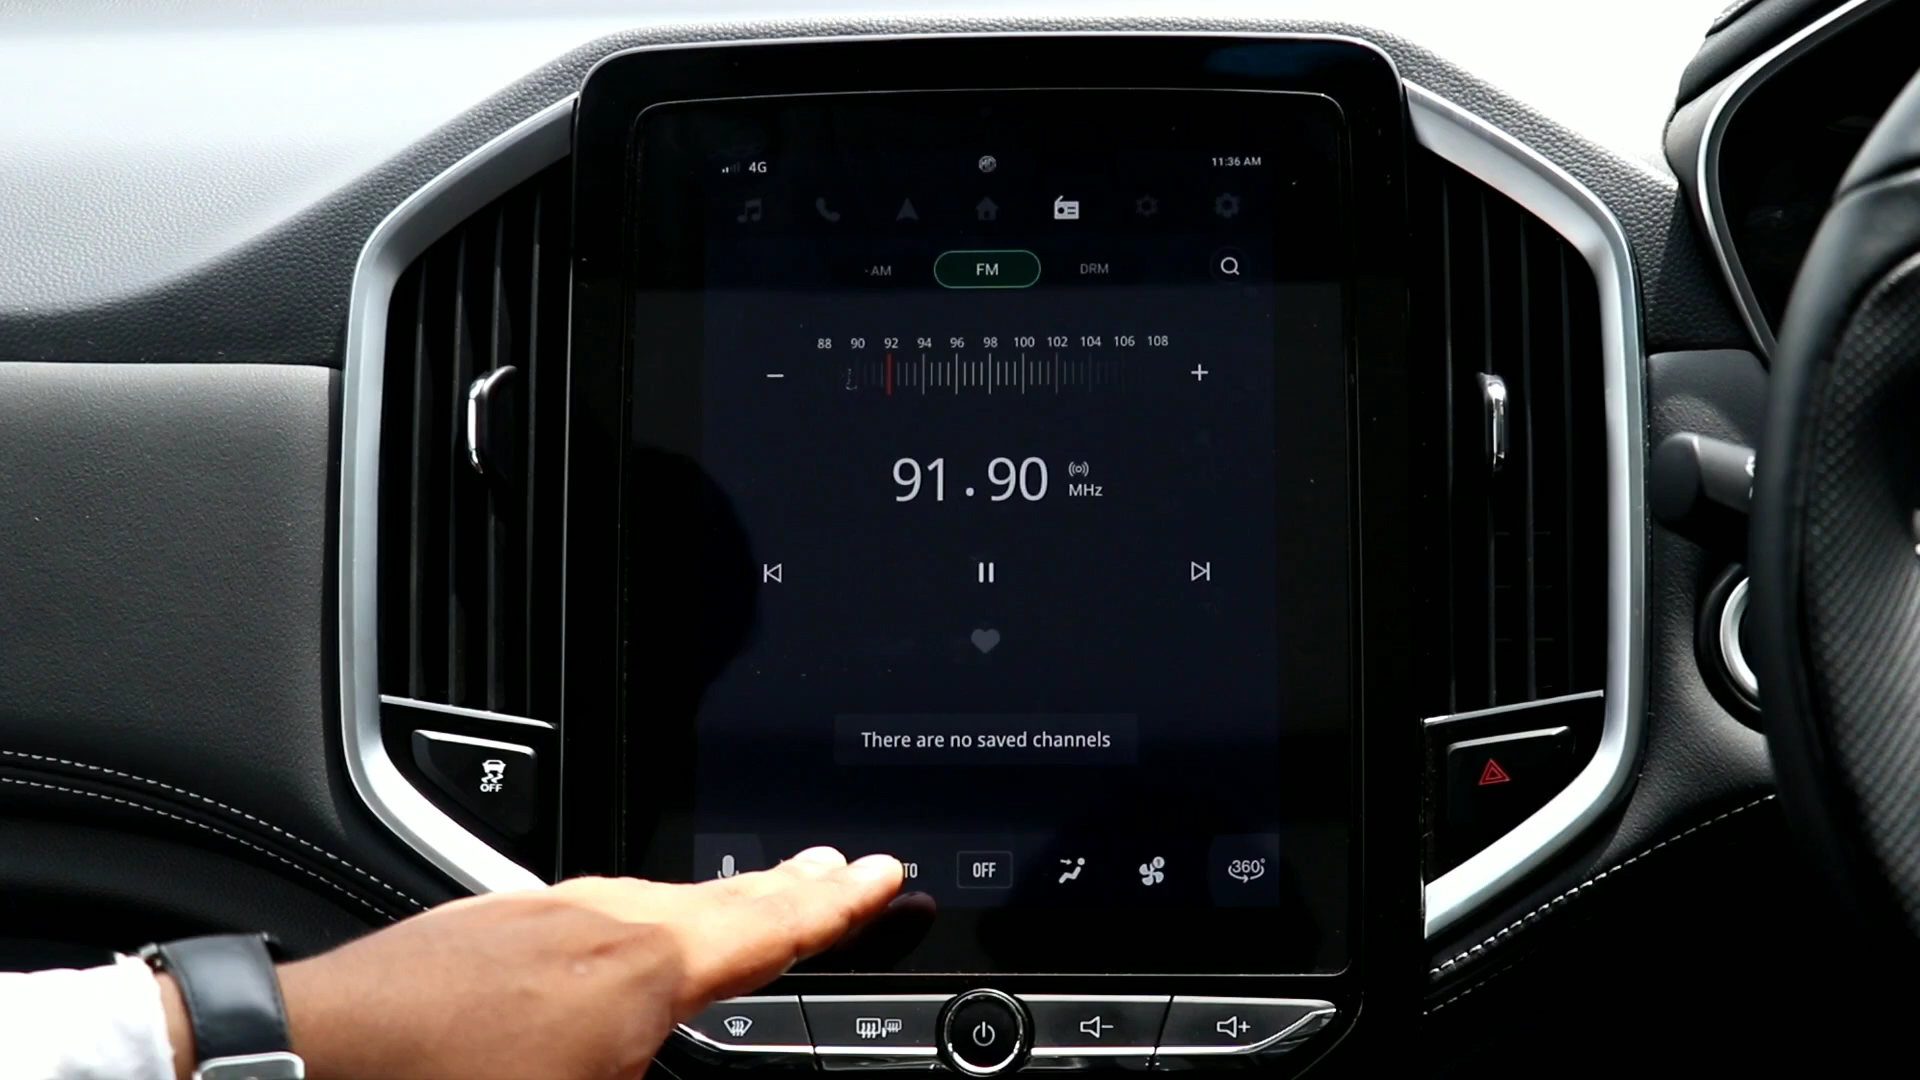 4G
11:36 AM
AM
FM
DRM
88 90 92 94 96 98 100 102 104 106 108
91.90
MHz
There are no saved channels
OFF
TO
OFF
360°